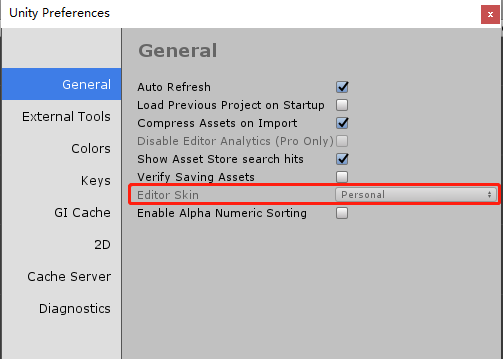 Unity Preferences
x
General
General
External Tools
Colors
Keys
GI Cache
2D
Cache Server
Diagnostics
Auto Refresh
Load Previous Project on Startup
Compress Assets on Import
Disable Editor Analytics (Pro Only)
Show Asset Store search hits
Verify Saving Assets
Editor Skin Personal
Enable Alpha Numeric Sorting